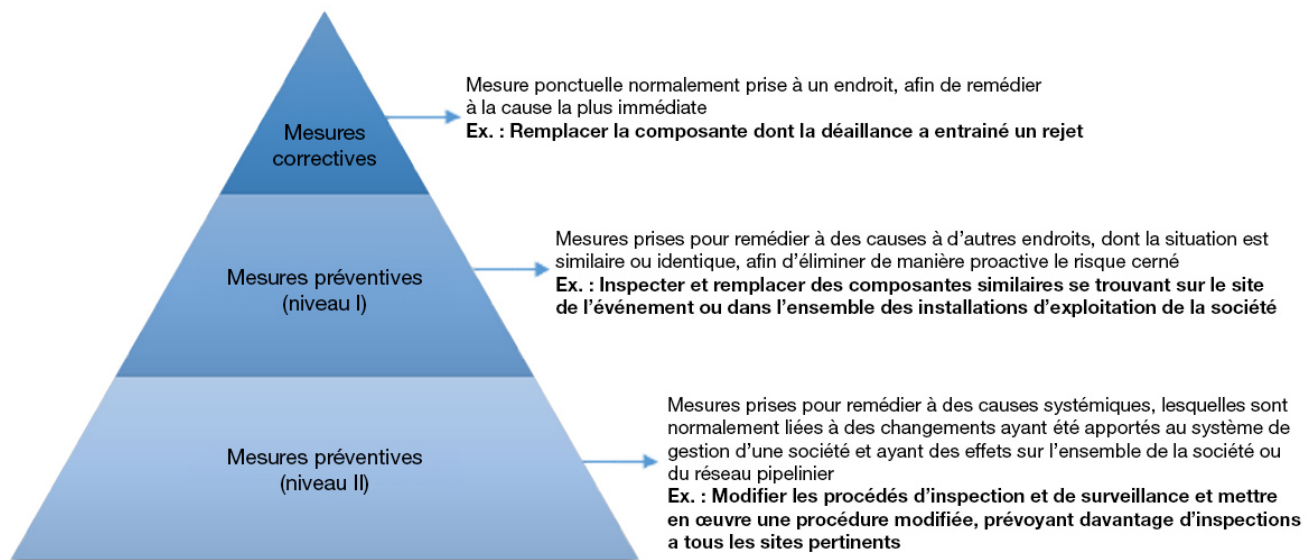 Mesures
correctives
Mesure ponctuelle normalement prise à un endroit, afin de remédier
à la cause la plus immédiate
Ex. : Remplacer la composante dont la déaillance a entrainé un rejet
Mesures préventives
(niveau I)
Mesures prises pour remédier à des causes à d'autres endroits, dont la situation est
similaire ou identique, afin d'éliminer de manière proactive le risque cerné
Ex. : Inspecter et remplacer des composantes similaires se trouvant sur le site
de l'événement ou dans l'ensemble des installations d'exploitation de la société
Mesures préventives
(niveau II)
Mesures prises pour remédier à des causes systémiques, lesquelles sont
normalement liées à des changements ayant été apportés au système de
gestion d'une société et ayant des effets sur l'ensemble de la société ou
du réseau pipelinier
Ex. : Modifier les procédés d'inspection et de surveillance et mettre
en œuvre une procédure modifiée, prévoyant davantage d'inspections
a tous les sites pertinents